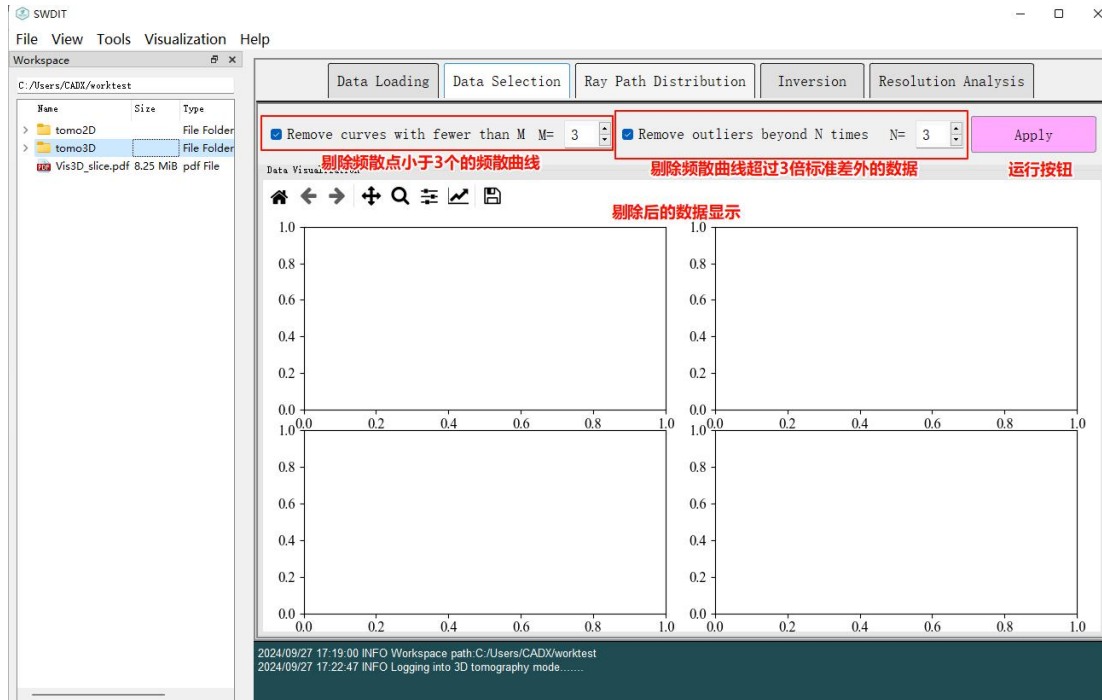 SWDIT
File View Tools Visualization Help
Workspace
C:/Users/CADX/worktest
Name Size Type
tomo2D File Folder
tomo3D File Folder
Vis3D_slice.pdf 8.25 MiB pdf File
Data Loading Data Selection Ray Path Distribution Inversion Resolution Analysis
Remove curves with fewer than M M= 3 Remove outliers beyond N times N= 3 Apply
剔除频散点小于3个的频散曲线 剔除频散曲线超过3倍标准差外的数据 运行按钮
剔除后的数据显示
1.0
0.8
0.6
0.4
0.2
0.0
0.0 0.2 0.4 0.6 0.8 1.0
1.0
0.8
0.6
0.4
0.2
0.0
0.0 0.2 0.4 0.6 0.8 1.0
1.0
0.8
0.6
0.4
0.2
0.0
0.0 0.2 0.4 0.6 0.8 1.0
1.0
0.8
0.6
0.4
0.2
0.0
0.0 0.2 0.4 0.6 0.8 1.0
2024/09/27 17:19:00 INFO Workspace path:C:/Users/CADX/worktest
2024/09/27 17:22:47 INFO Logging into 3D tomography mode.......